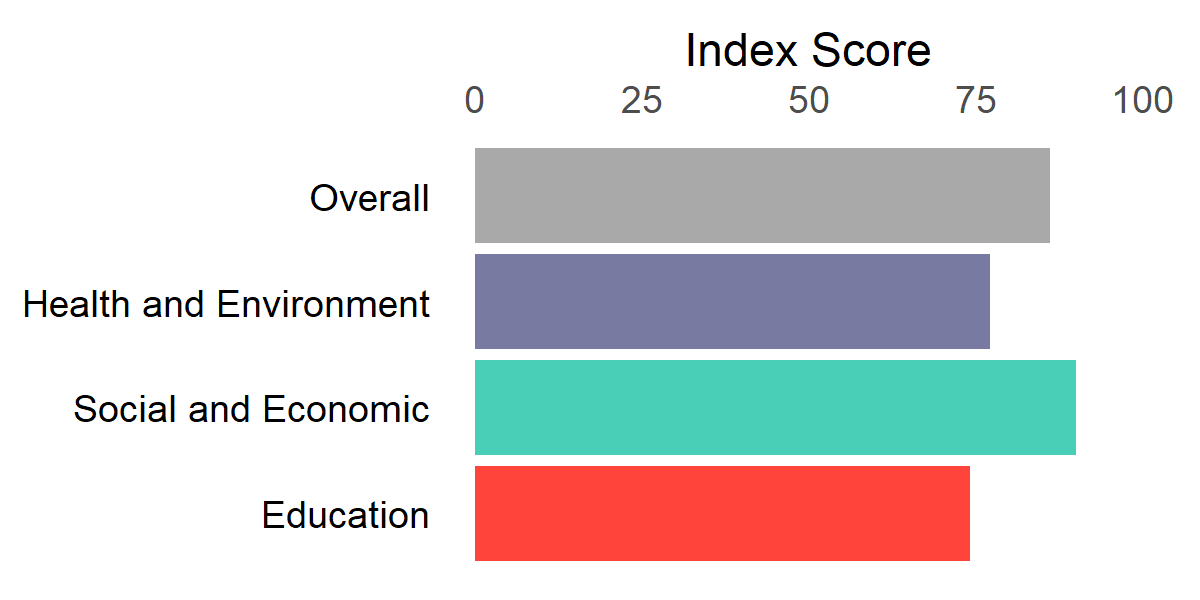 Index Score
0 25 50 75 100
Overall
Health and Environment
Social and Economic
Education